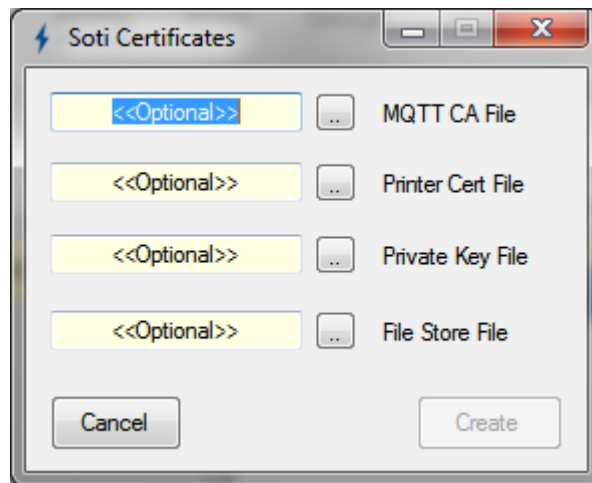 Soti Certificates
<<Optional>> .. MQTT CA File
<<Optional>> .. Printer Cert File
<<Optional>> .. Private Key File
<<Optional>> .. File Store File
Cancel Create